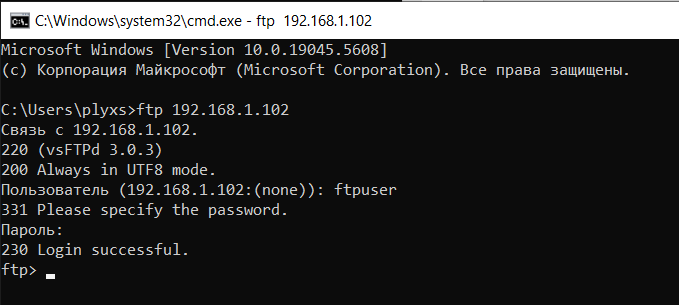 C:\Windows\system32\cmd.exe - ftp 192.168.1.102
Microsoft Windows [Version 10.0.19045.5608]
(c) Корпорация Майкрософт (Microsoft Corporation). Все права защищены.
C:\Users\plyxs>ftp 192.168.1.102
Связь с 192.168.1.102.
220 (vsFTPd 3.0.3)
200 Always in UTF8 mode.
Пользователь (192.168.1.102:(none)): ftpuser
331 Please specify the password.
Пароль:
230 Login successful.
ftp>